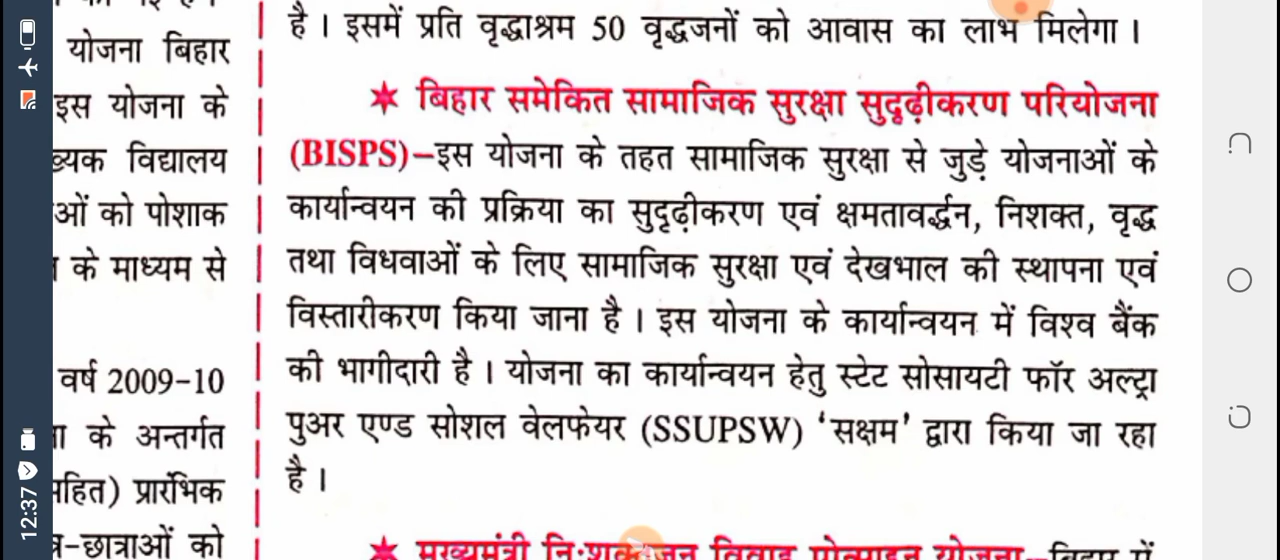 योजना बिहार
इस योजना के
विद्यालय
को पोशाक
के माध्यम से
वर्ष 2009-10
के अन्तर्गत
प्रारंभिक
को
है। इसमें प्रति वृद्धाश्रम 50 वृद्धजनों को आवास का लाभ मिलेगा।
★ बिहार समेकित सामाजिक सुरक्षा सुदृढ़ीकरण परियोजना
(BISPS)–इस योजना के तहत सामाजिक सुरक्षा से जुड़े योजनाओं के
कार्यान्वयन की प्रक्रिया का सुदृढ़ीकरण एवं क्षमतावर्द्धन, निशक्त, वृद्ध
तथा विधवाओं के लिए सामाजिक सुरक्षा एवं देखभाल की स्थापना एवं
विस्तारीकरण किया जाना है। इस योजना के कार्यान्वयन में विश्व बैंक
की भागीदारी है। योजना का कार्यान्वयन हेतु स्टेट सोसायटी फॉर अल्ट्रा
पुअर एण्ड सोशल वेलफेयर (SSUPSW) ‘सक्षम’ द्वारा किया जा रहा
है।
★ मुख्यमंत्री योजना–बिहार में
12:37